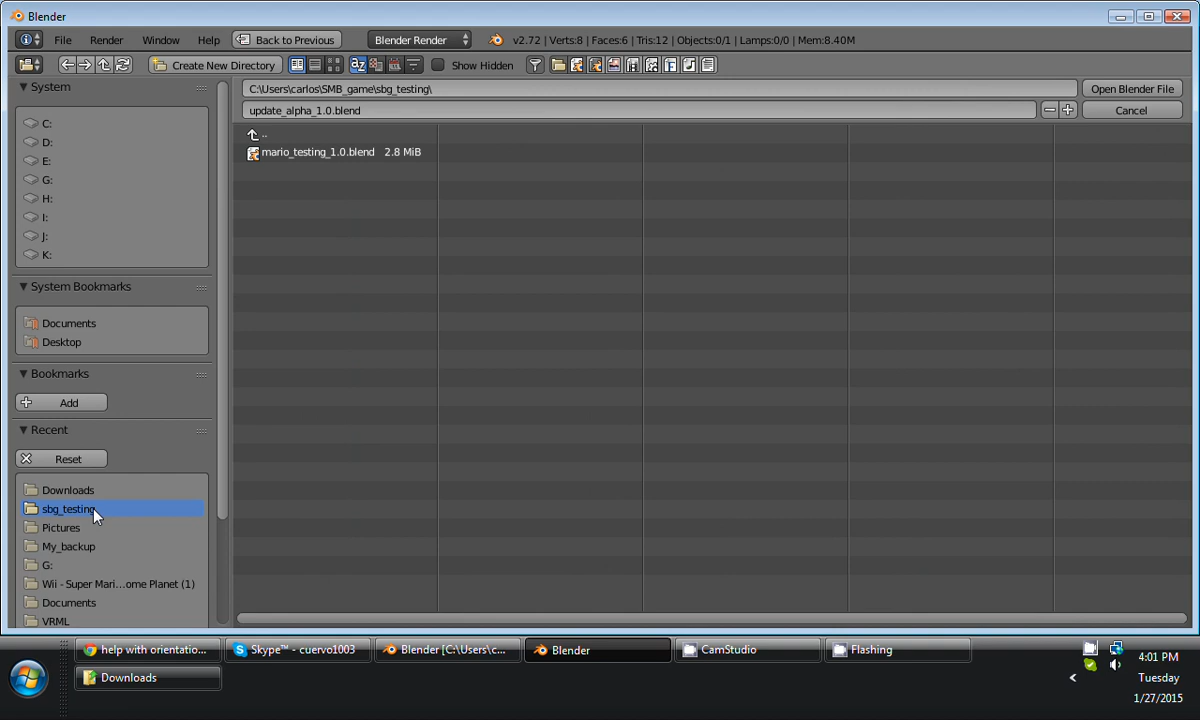 Blender
File Render Window Help Back to Previous Blender Render v2.72 | Verts:8 | Faces:6 | Tris:12 | Objects:0/1 | Lamps:0/0 | Mem:8.40M
Create New Directory Show Hidden
System
C:\Users\carlos\SMB_game\sbg_testing\ Open Blender File
update_alpha_1.0.blend Cancel
..
mario_testing_1.0.blend 2.8 MiB
C:
D:
E:
G:
H:
I:
J:
K:
System Bookmarks
Documents
Desktop
Bookmarks
Add
Recent
Reset
Downloads
sbg_testing
Pictures
My_backup
G:
Wii - Super Mari...ome Planet (1)
Documents
VRML
help with orientatio... Skype™ - cuervo1003 Blender [C:\Users\c... Blender CamStudio Flashing
Downloads
4:01 PM
Tuesday
1/27/2015